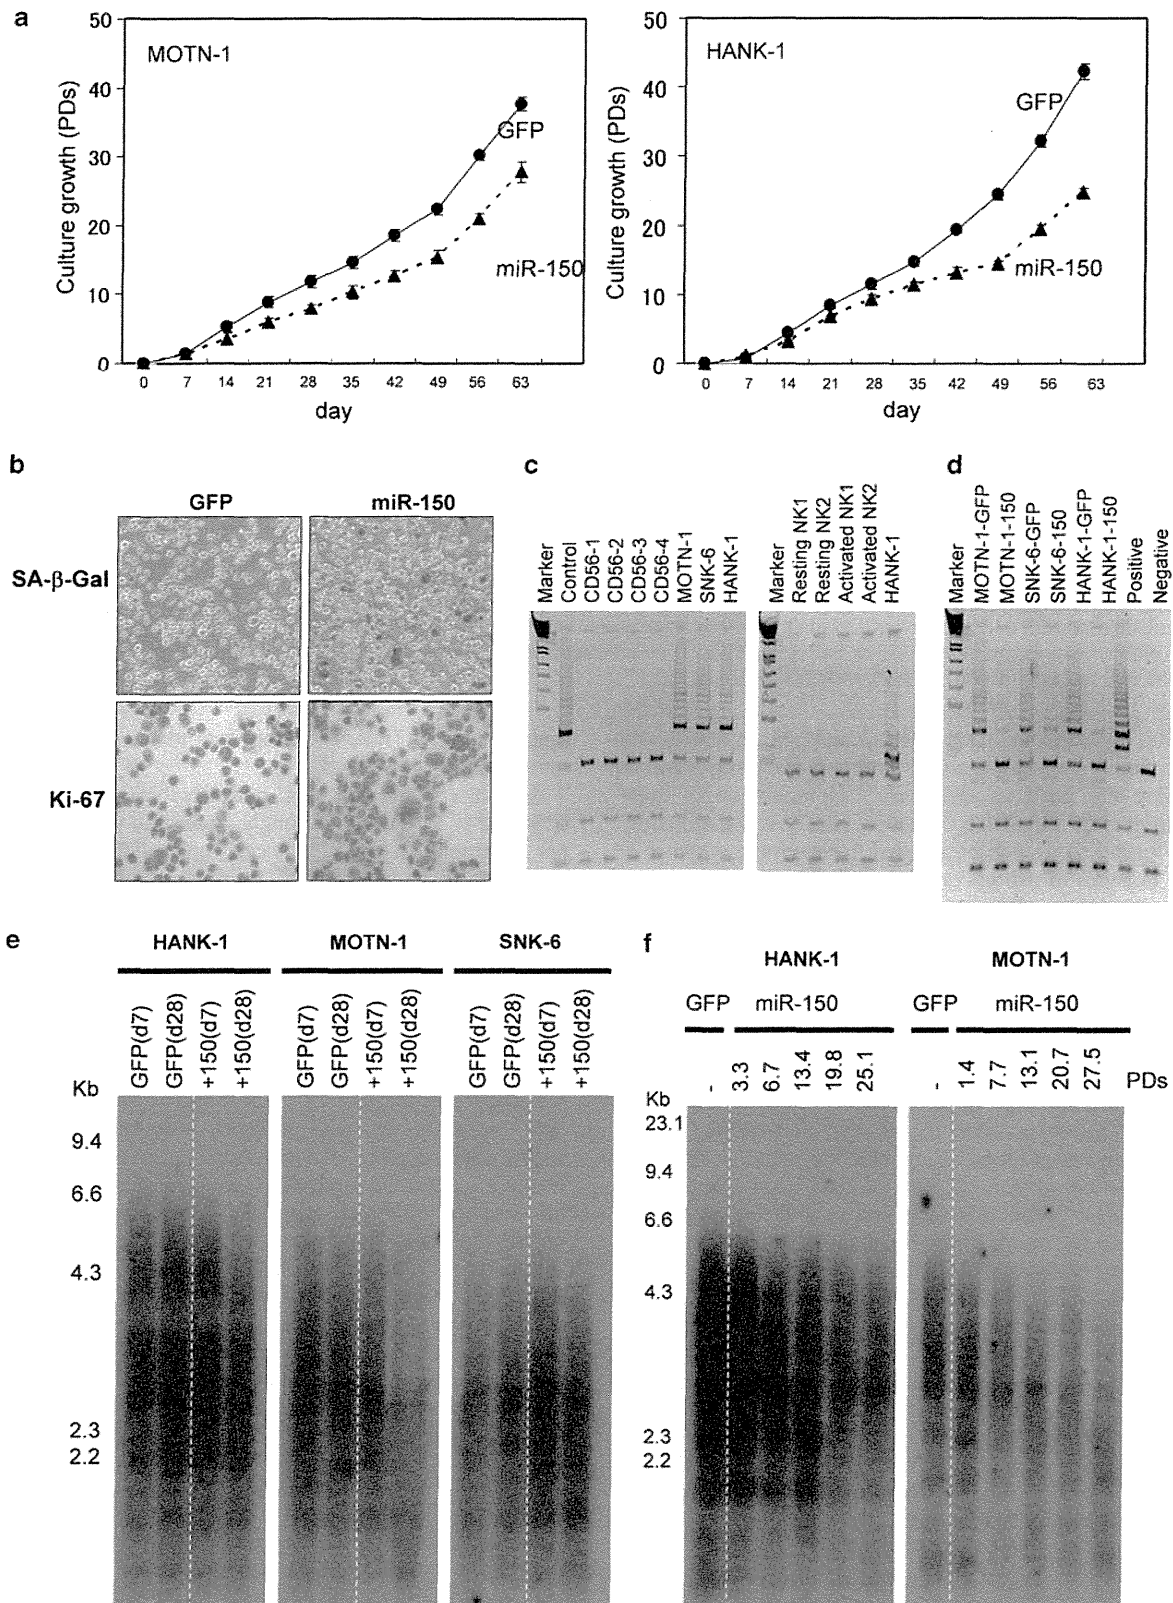 a
50
40
30
20
10
0
Culture growth (PDs)
MOTN-1
GFP
miR-150
0 7 14 21 28 35 42 49 56 63
day
50
40
30
20
10
0
Culture growth (PDs)
HANK-1
GFP
miR-150
0 7 14 21 28 35 42 49 56 63
day
b
GFP miR-150
SA-β-Gal
Ki-67
c
Marker
Control
CD56-1
CD56-2
CD56-3
CD56-4
MOTN-1
SNK-6
HANK-1
Marker
Resting NK1
Resting NK2
Activated NK1
Activated NK2
HANK-1
d
Marker
MOTN-1-GFP
MOTN-1-150
SNK-6-GFP
SNK-6-150
HANK-1-GFP
HANK-1-150
Positive
Negative
e
HANK-1 MOTN-1 SNK-6
GFP(d7)
GFP(d28)
+150(d7)
+150(d28)
GFP(d7)
GFP(d28)
+150(d7)
+150(d28)
GFP(d7)
GFP(d28)
+150(d7)
+150(d28)
Kb
9.4
6.6
4.3
2.3
2.2
f
HANK-1 MOTN-1
GFP miR-150 GFP miR-150
- 3.3 6.7 13.4 19.8 25.1 - 1.4 7.7 13.1 20.7 27.5 PDs
Kb
23.1
9.4
6.6
4.3
2.3
2.2